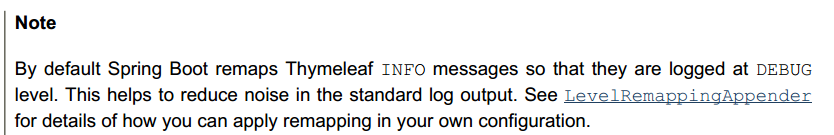 Note
By default Spring Boot remaps Thymeleaf INFO messages so that they are logged at DEBUG
level. This helps to reduce noise in the standard log output. See LevelRemappingAppender
for details of how you can apply remapping in your own configuration.